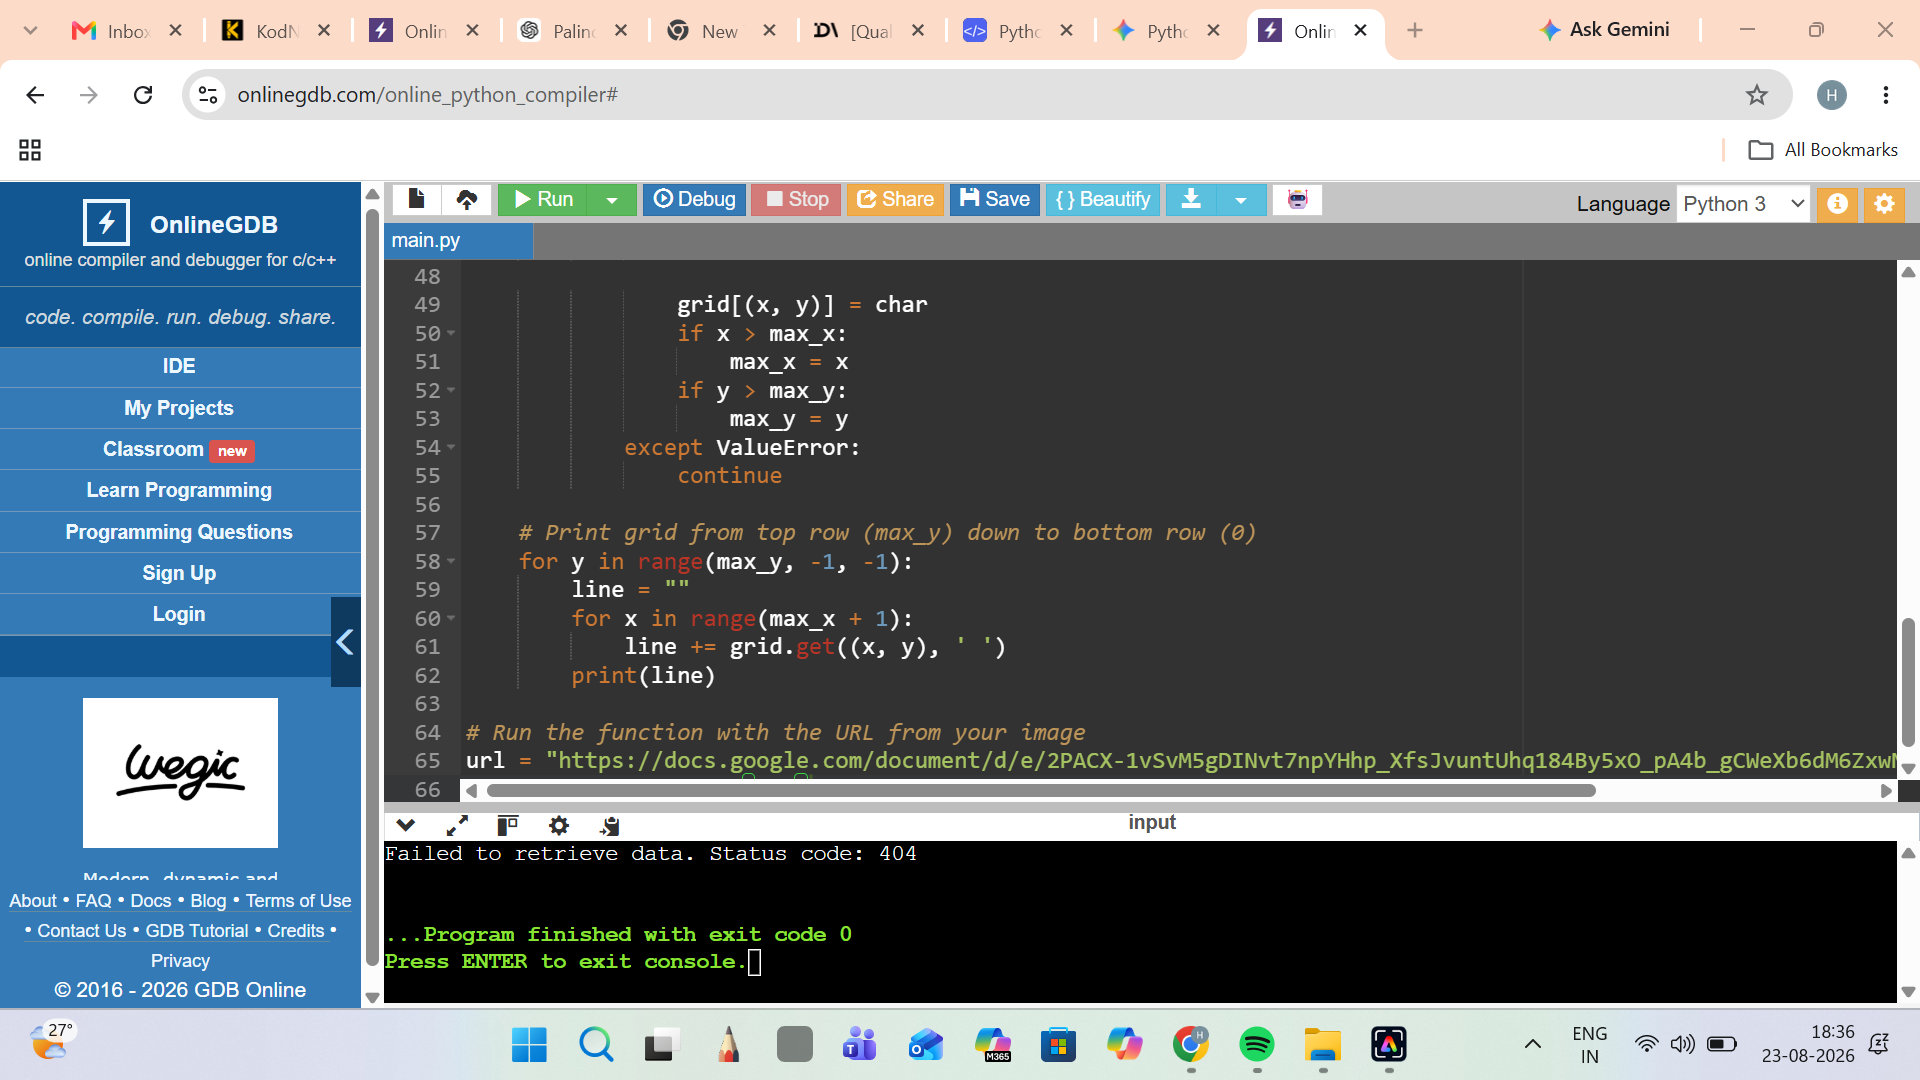 Inbox
KodN
Onlin
Palin
New
[Qual
Pytho
Pytho
Onlin
Ask Gemini
onlinegdb.com/online_python_compiler#
H
All Bookmarks
OnlineGDB
online compiler and debugger for c/c++
code. compile. run. debug. share.
IDE
My Projects
Classroom new
Learn Programming
Programming Questions
Sign Up
Login
wegic
Modern, dynamic and
About • FAQ • Docs • Blog • Terms of Use
• Contact Us • GDB Tutorial • Credits •
Privacy
© 2016 - 2026 GDB Online
Run
Debug
Stop
Share
Save
{} Beautify
Language Python 3
main.py
48
49 grid[(x, y)] = char
50 if x > max_x:
51 max_x = x
52 if y > max_y:
53 max_y = y
54 except ValueError:
55 continue
56
57 # Print grid from top row (max_y) down to bottom row (0)
58 for y in range(max_y, -1, -1):
59 line = ""
60 for x in range(max_x + 1):
61 line += grid.get((x, y), ' ')
62 print(line)
63
64 # Run the function with the URL from your image
65 url = "https://docs.google.com/document/d/e/2PACX-1vSvM5gDINvt7npYHhp_XfsJvuntUhq184By5xO_pA4b_gCWeXb6dM6ZxwN
66
input
Failed to retrieve data. Status code: 404
...Program finished with exit code 0
Press ENTER to exit console.
27°
M365
ENG
IN
18:36
23-08-2026